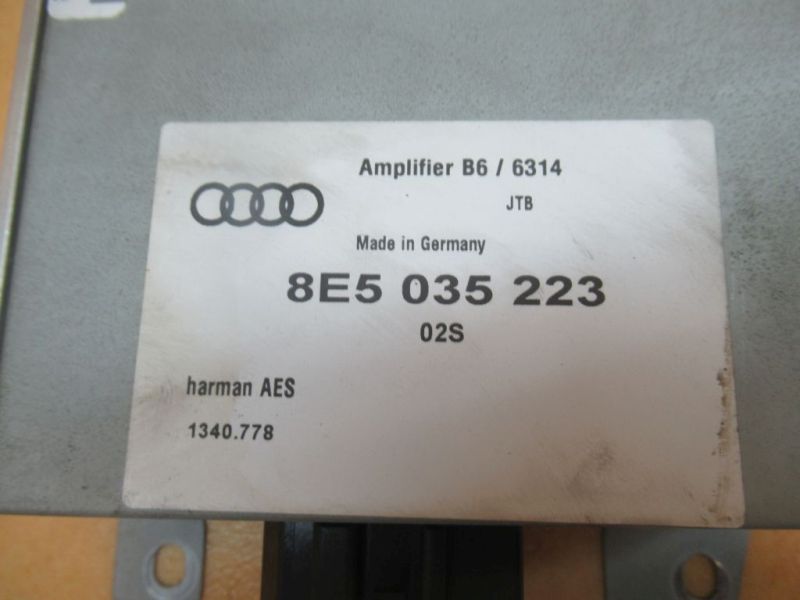 Amplifier B6 / 6314
JTB
Made in Germany
8E5 035 223
02S
harman AES
1340.778